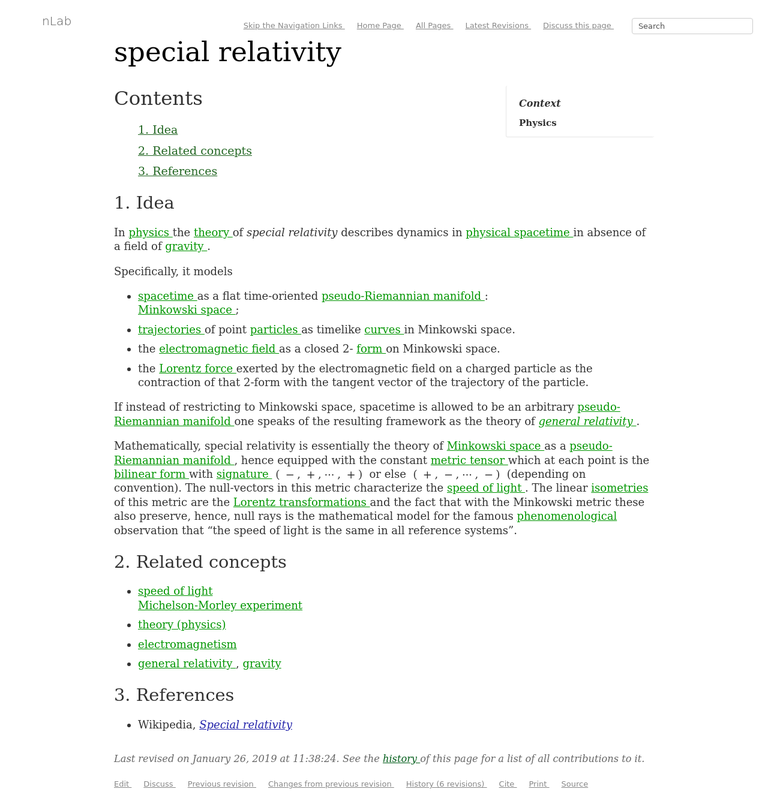 nLab
Skip the Navigation Links   Home Page   All Pages   Latest Revisions   Discuss this page   Search
special relativity
Contents
Context
Physics
1. Idea
2. Related concepts
3. References
1. Idea
In physics the theory of special relativity describes dynamics in physical spacetime in absence of
a field of gravity .
Specifically, it models
• spacetime as a flat time-oriented pseudo-Riemannian manifold :
Minkowski space ;
• trajectories of point particles as timelike curves in Minkowski space.
• the electromagnetic field as a closed 2- form on Minkowski space.
• the Lorentz force exerted by the electromagnetic field on a charged particle as the
contraction of that 2-form with the tangent vector of the trajectory of the particle.
If instead of restricting to Minkowski space, spacetime is allowed to be an arbitrary pseudo-
Riemannian manifold one speaks of the resulting framework as the theory of general relativity .
Mathematically, special relativity is essentially the theory of Minkowski space as a pseudo-
Riemannian manifold , hence equipped with the constant metric tensor which at each point is the
bilinear form with signature ( − , + , ⋯ , + ) or else ( + , − , ⋯ , − ) (depending on
convention). The null-vectors in this metric characterize the speed of light . The linear isometries
of this metric are the Lorentz transformations and the fact that with the Minkowski metric these
also preserve, hence, null rays is the mathematical model for the famous phenomenological
observation that “the speed of light is the same in all reference systems”.
2. Related concepts
• speed of light
Michelson-Morley experiment
• theory (physics)
• electromagnetism
• general relativity , gravity
3. References
• Wikipedia, Special relativity
Last revised on January 26, 2019 at 11:38:24. See the history of this page for a list of all contributions to it.
Edit   Discuss   Previous revision   Changes from previous revision   History (6 revisions)   Cite   Print   Source